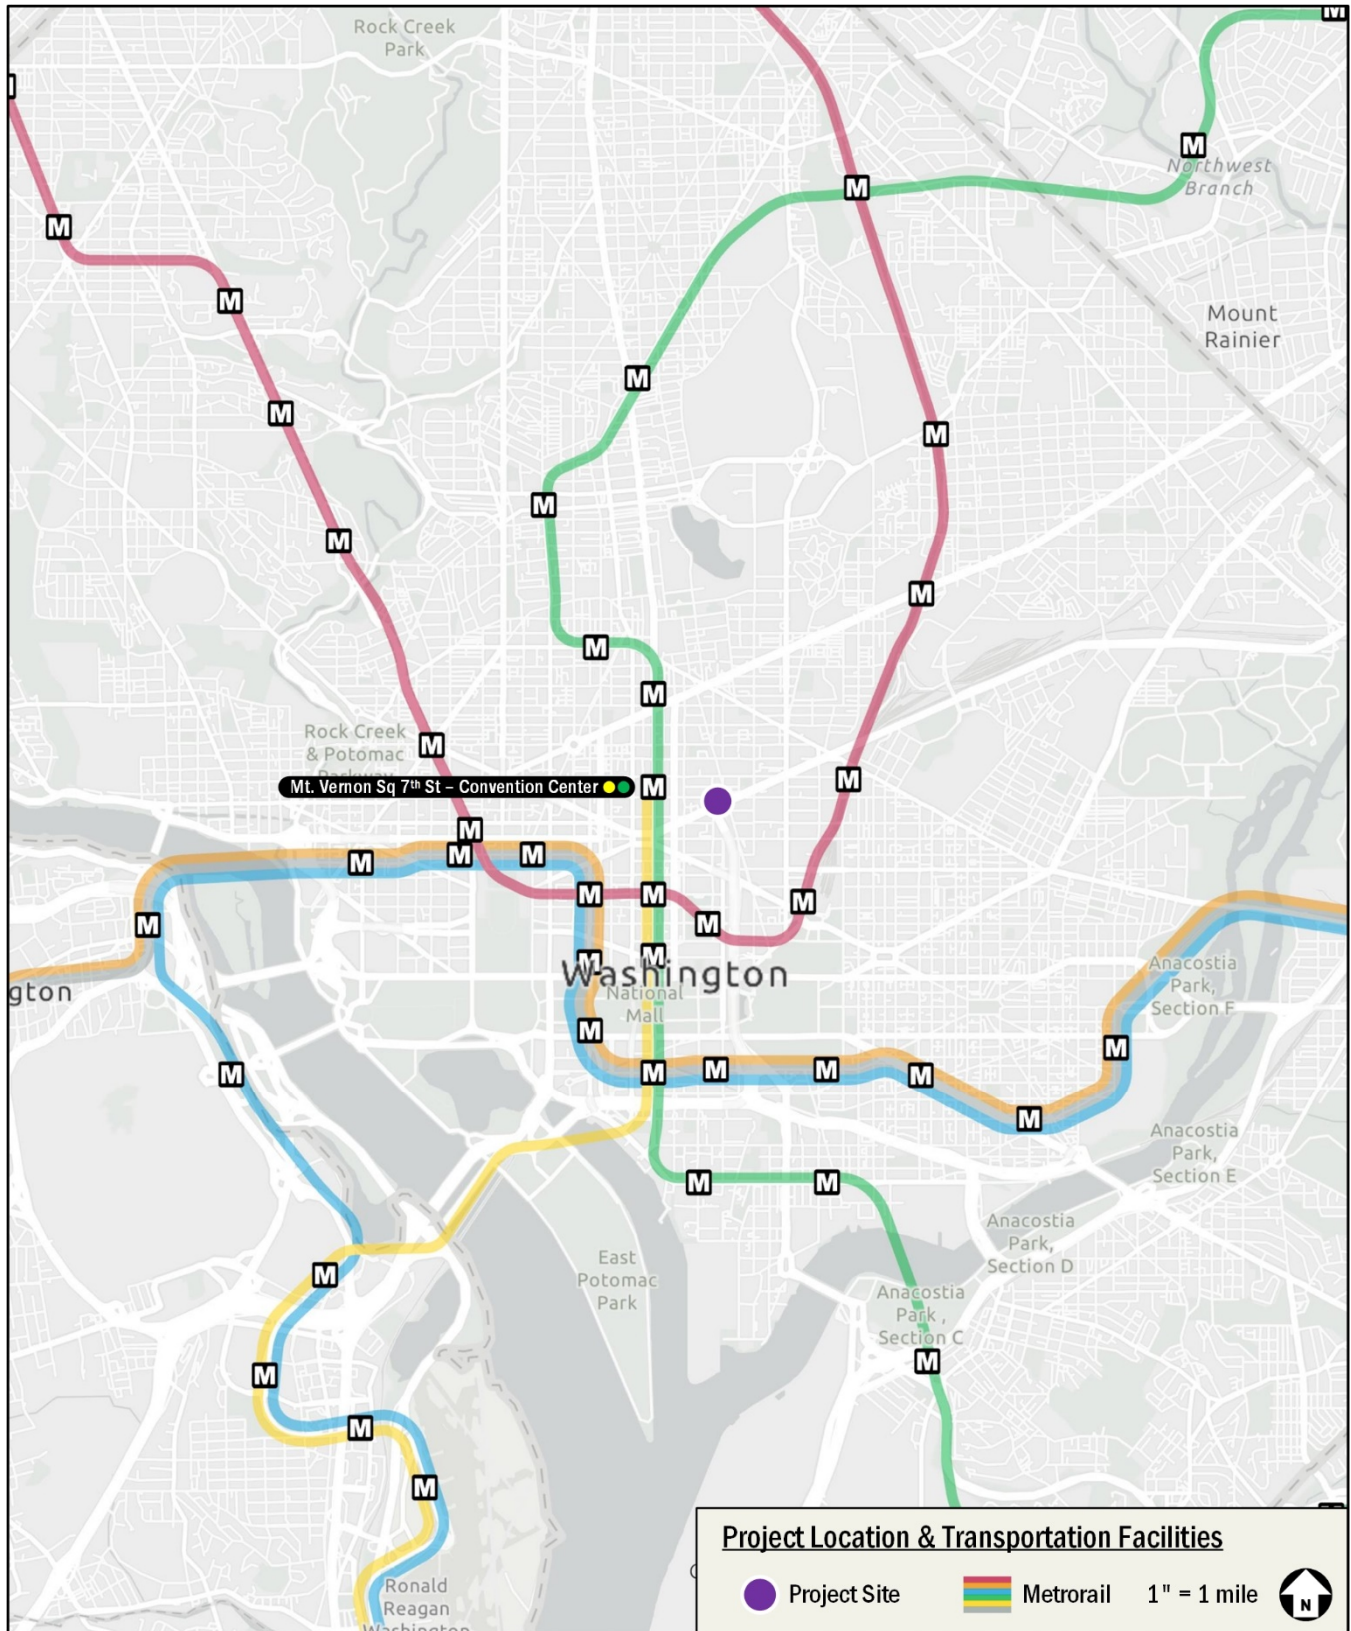 Rock Creek
Park
M
M
M
Northwest
Branch
M
M
M
Mount
Rainier
M
M
M
M
M
M
M
M
M
Rock Creek
& Potomac
Parkway
M
Mt. Vernon Sq 7th St – Convention Center
M
M
M
M
M
M
M
M
M
M
M
M
M
M
Washington
gton
National
Mall
Anacostia
Park,
Section F
M
M
M
M
M
M
M
M
M
Anacostia
Park,
Section E
M
M
Anacostia
Park,
Section D
East
Potomac
Park
M
Anacostia
Park ,
Section C
M
M
M
M
Ronald
Reagan
Washington
Project Location & Transportation Facilities
Project Site
Metrorail
1" = 1 mile
N